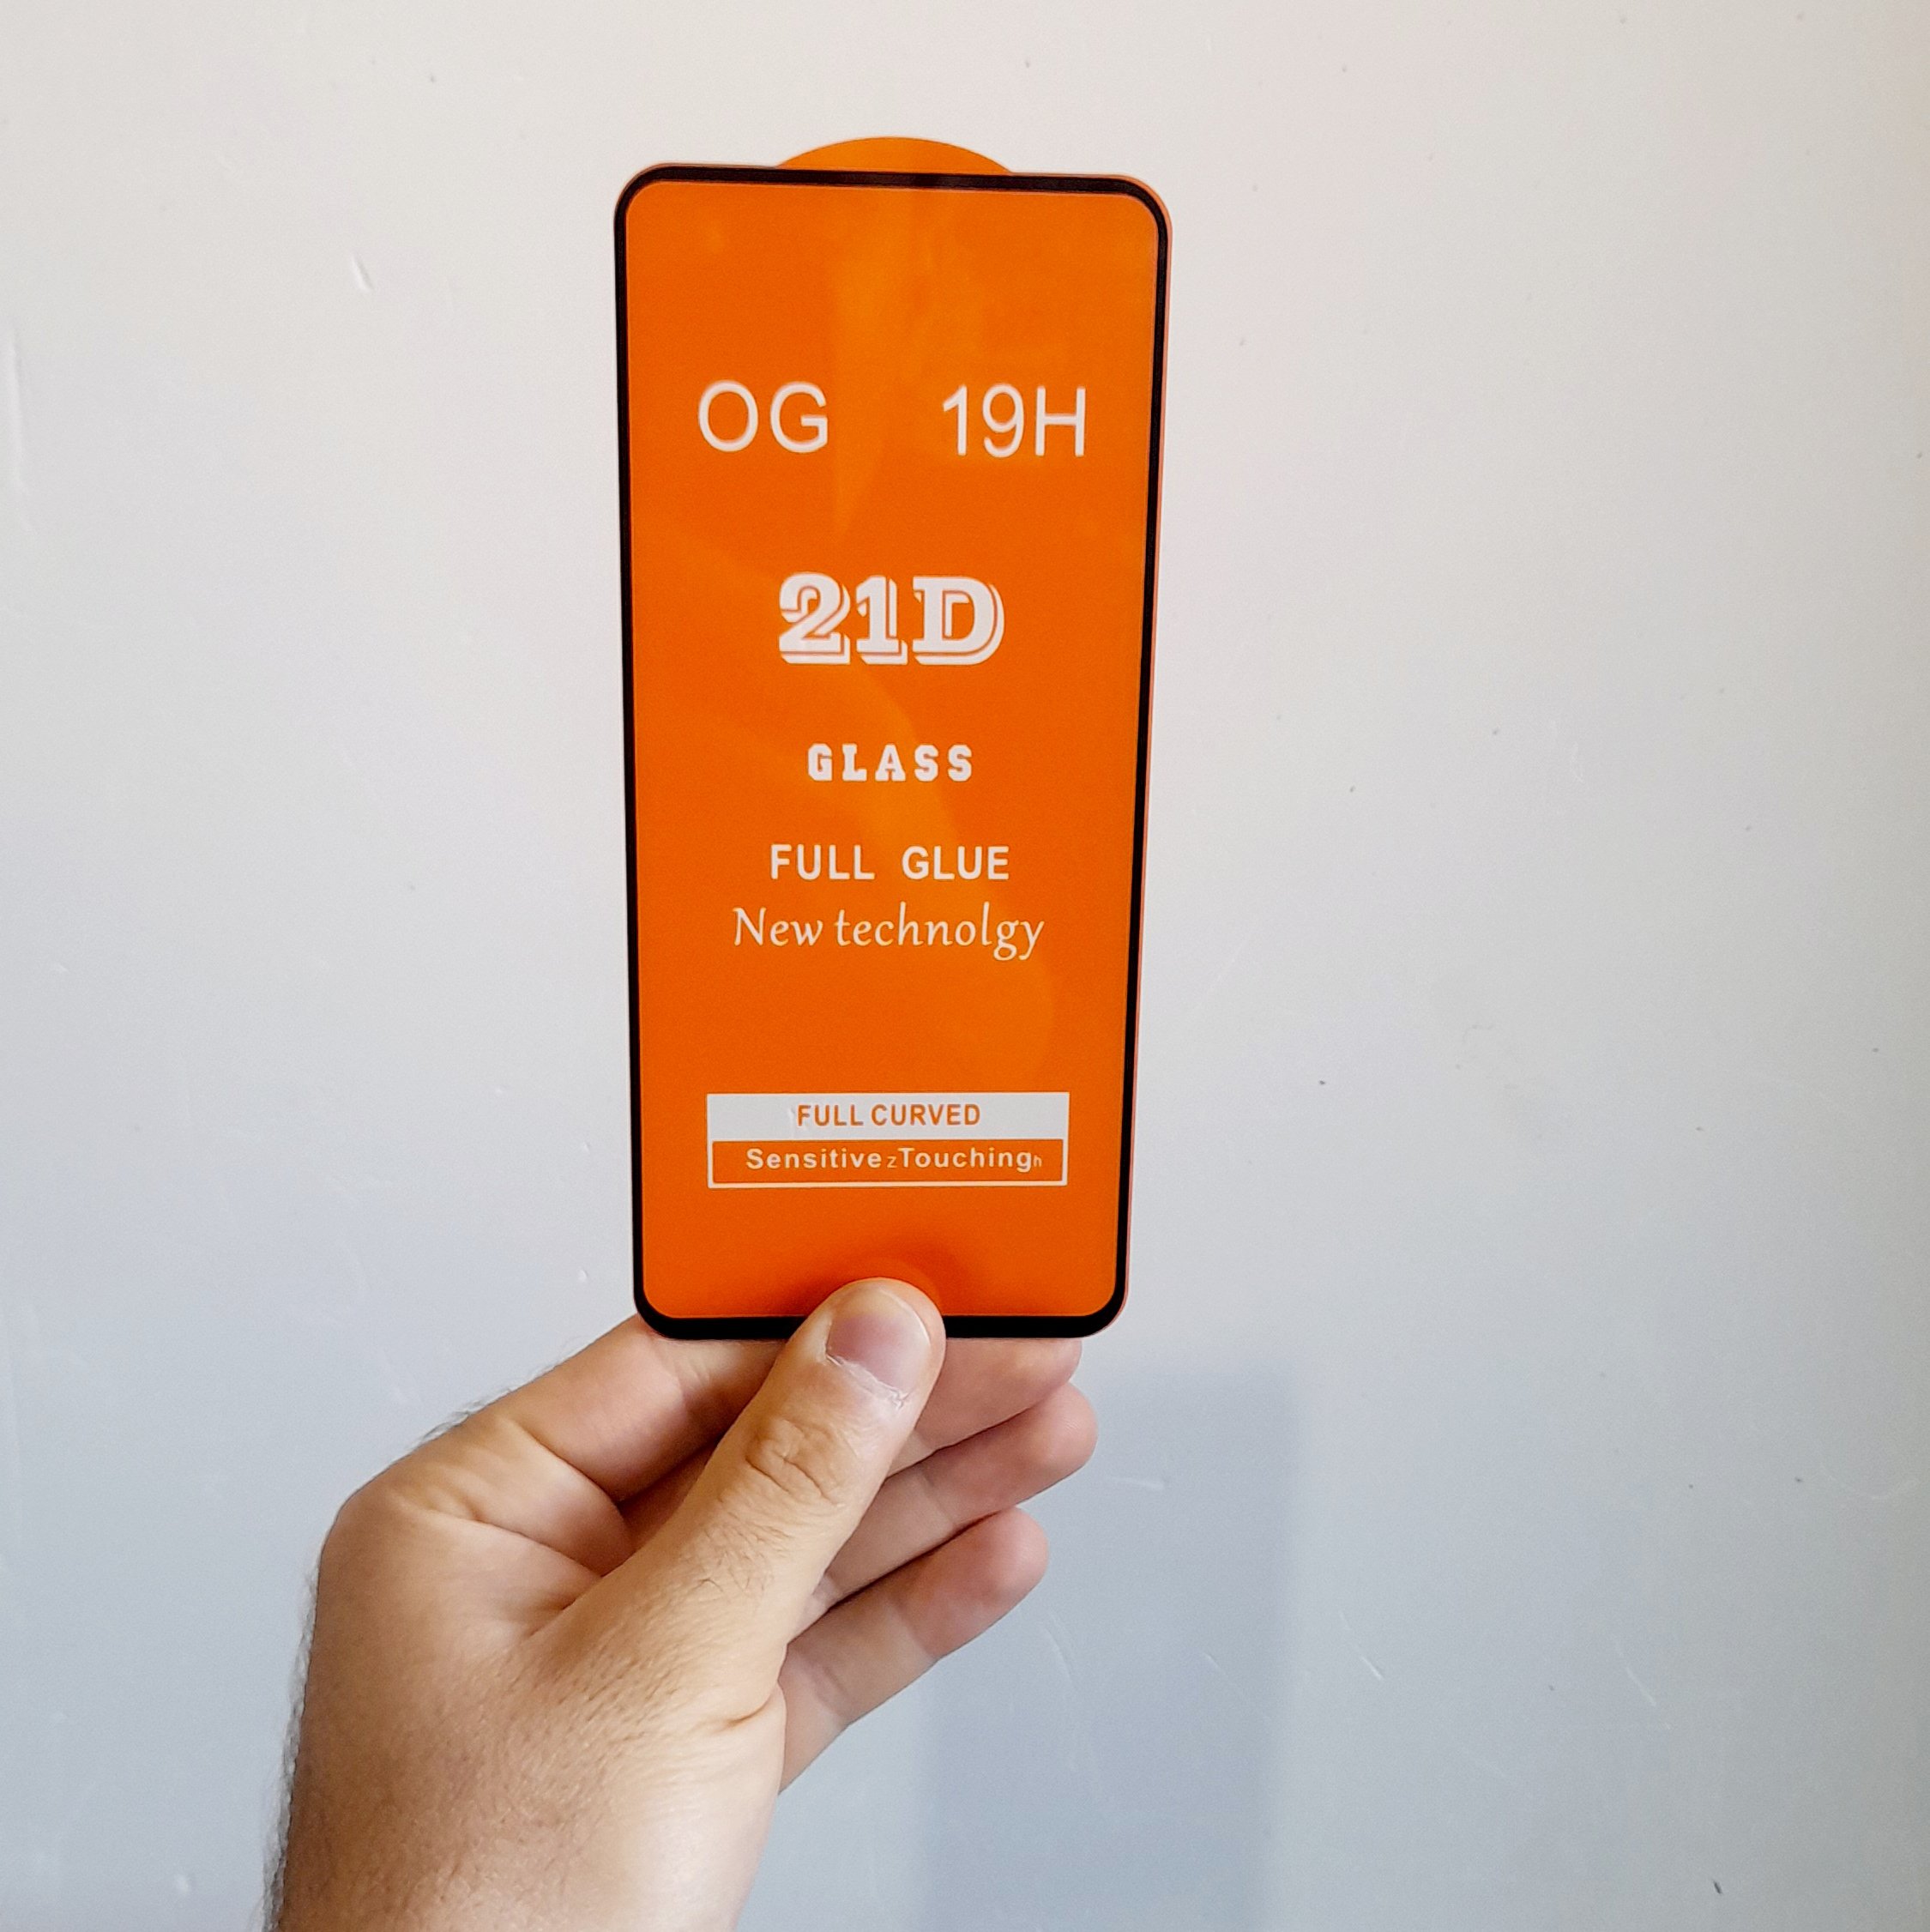 OG 19H
21D
GLASS
FULL GLUE
New technolgy
FULL CURVED
SensitivezTouchingh